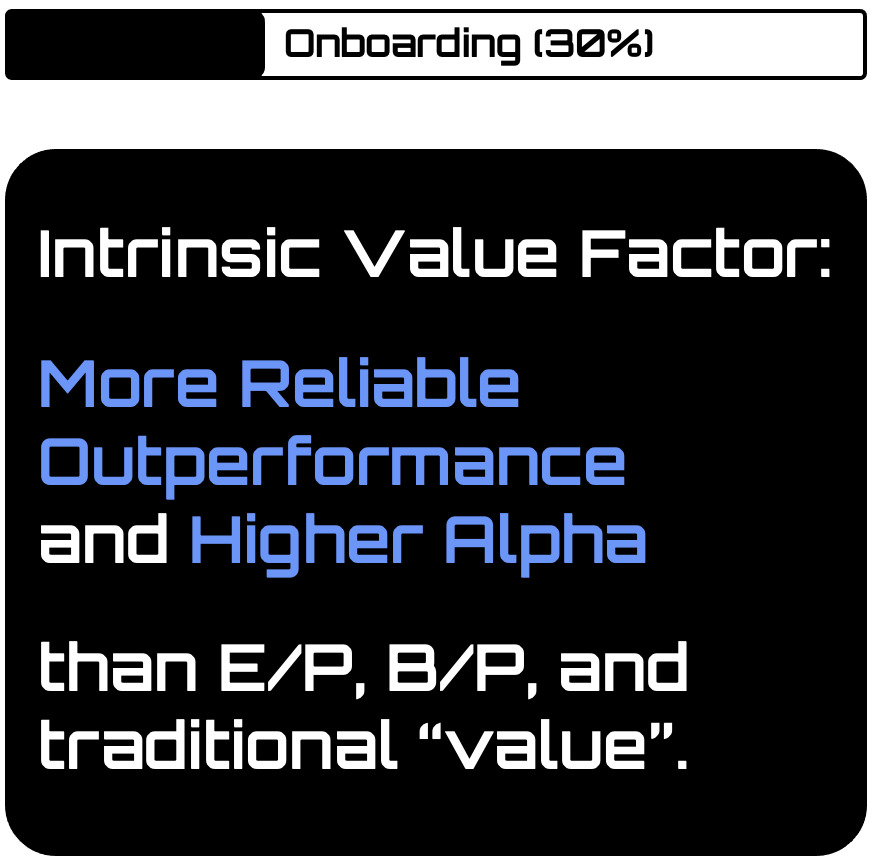 Onboarding (30%)
Intrinsic Value Factor:
More Reliable
Outperformance
and Higher Alpha
than E/P, B/P, and
traditional “value”.